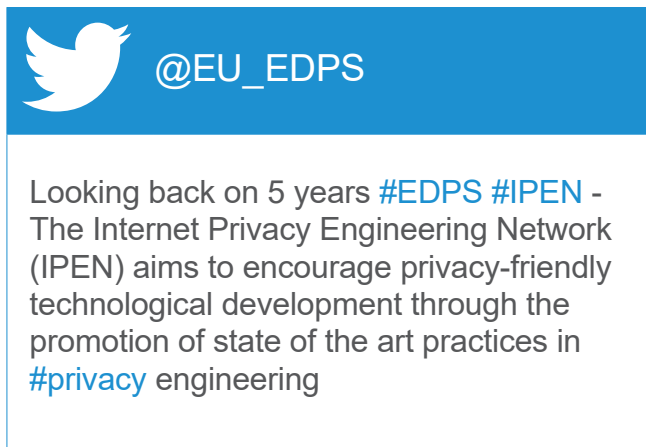 @EU_EDPS
Looking back on 5 years #EDPS #IPEN -
The Internet Privacy Engineering Network
(IPEN) aims to encourage privacy-friendly
technological development through the
promotion of state of the art practices in
#privacy engineering